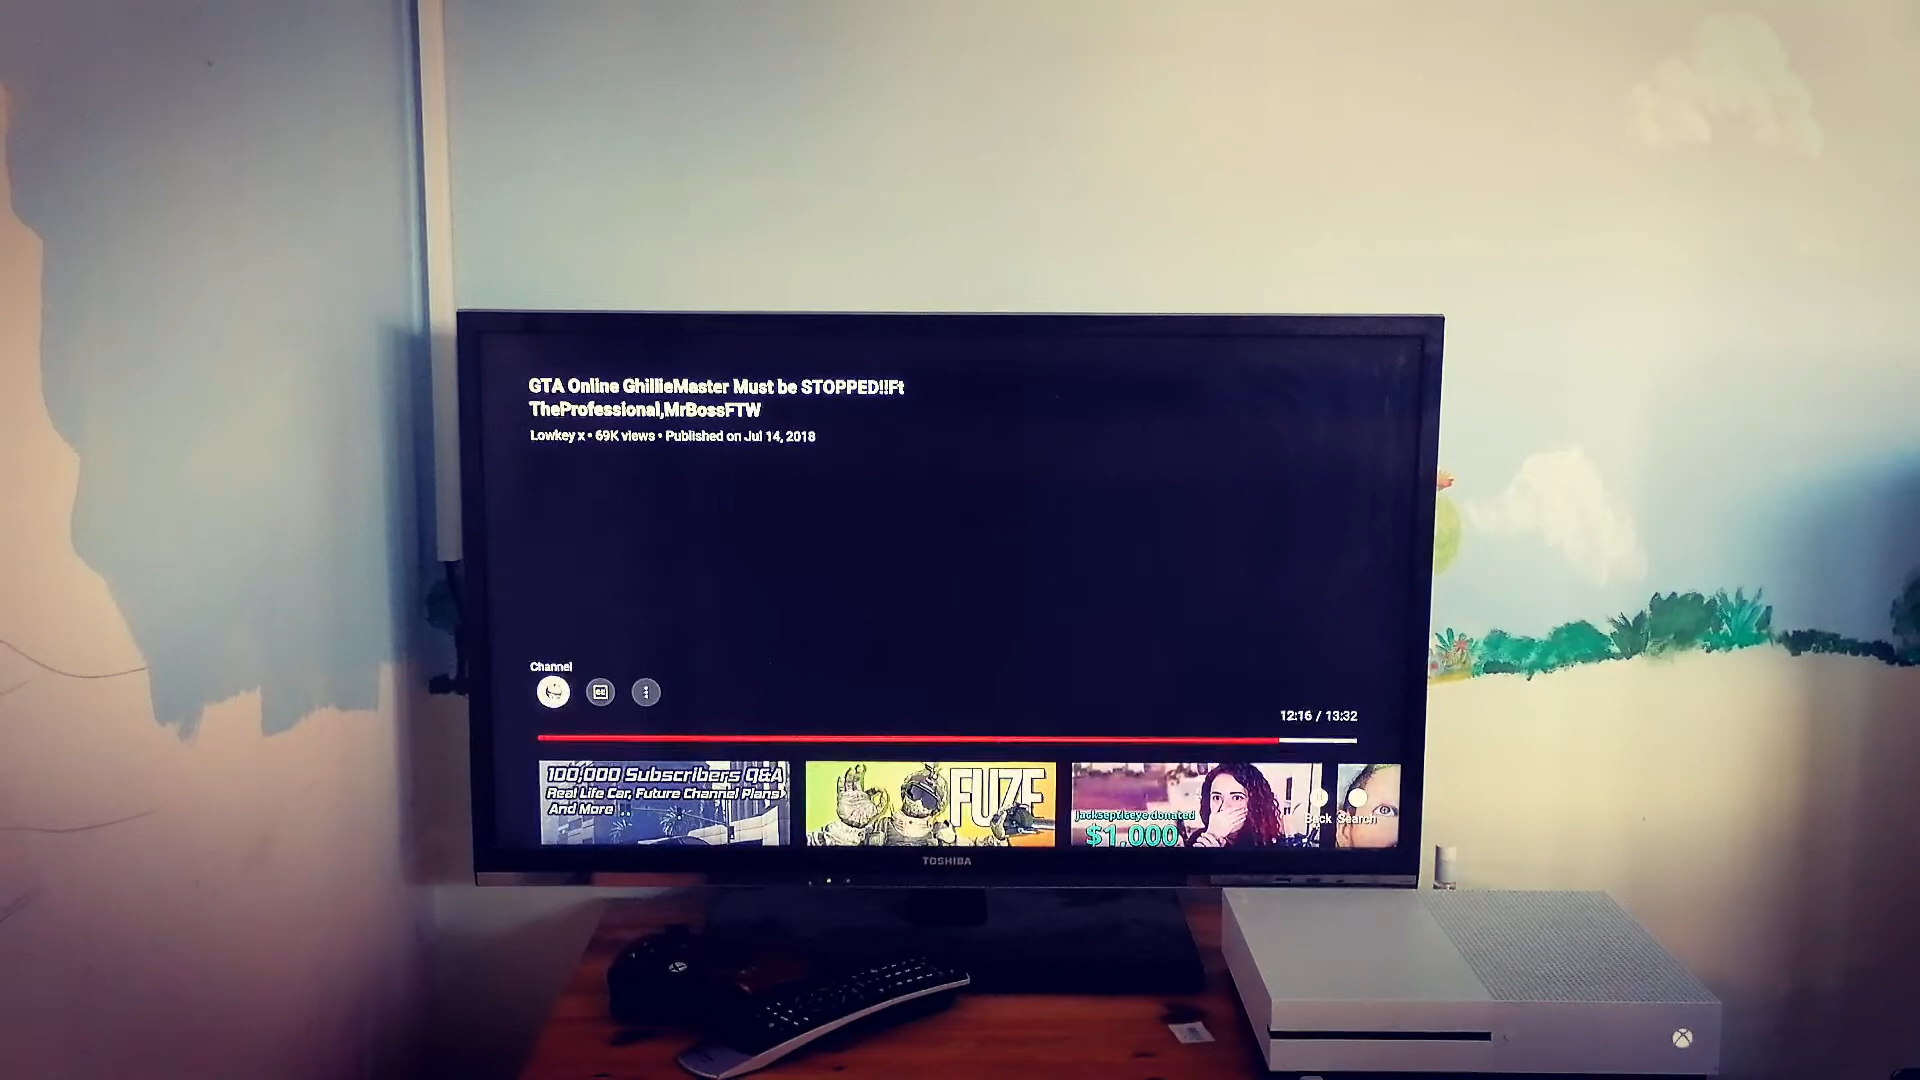 GTA Online GhillieMaster Must be STOPPED!!Ft
TheProfessional,MrBossFTW
Lowkey x • 69K views • Published on Jul 14, 2018
Channel
CC
12:16 / 13:32
100,000 Subscribers Q&A
Real Life Car, Future Channel Plans
And More
FUZE
jacksepticeye donated
$1,000
Back Search
TOSHIBA